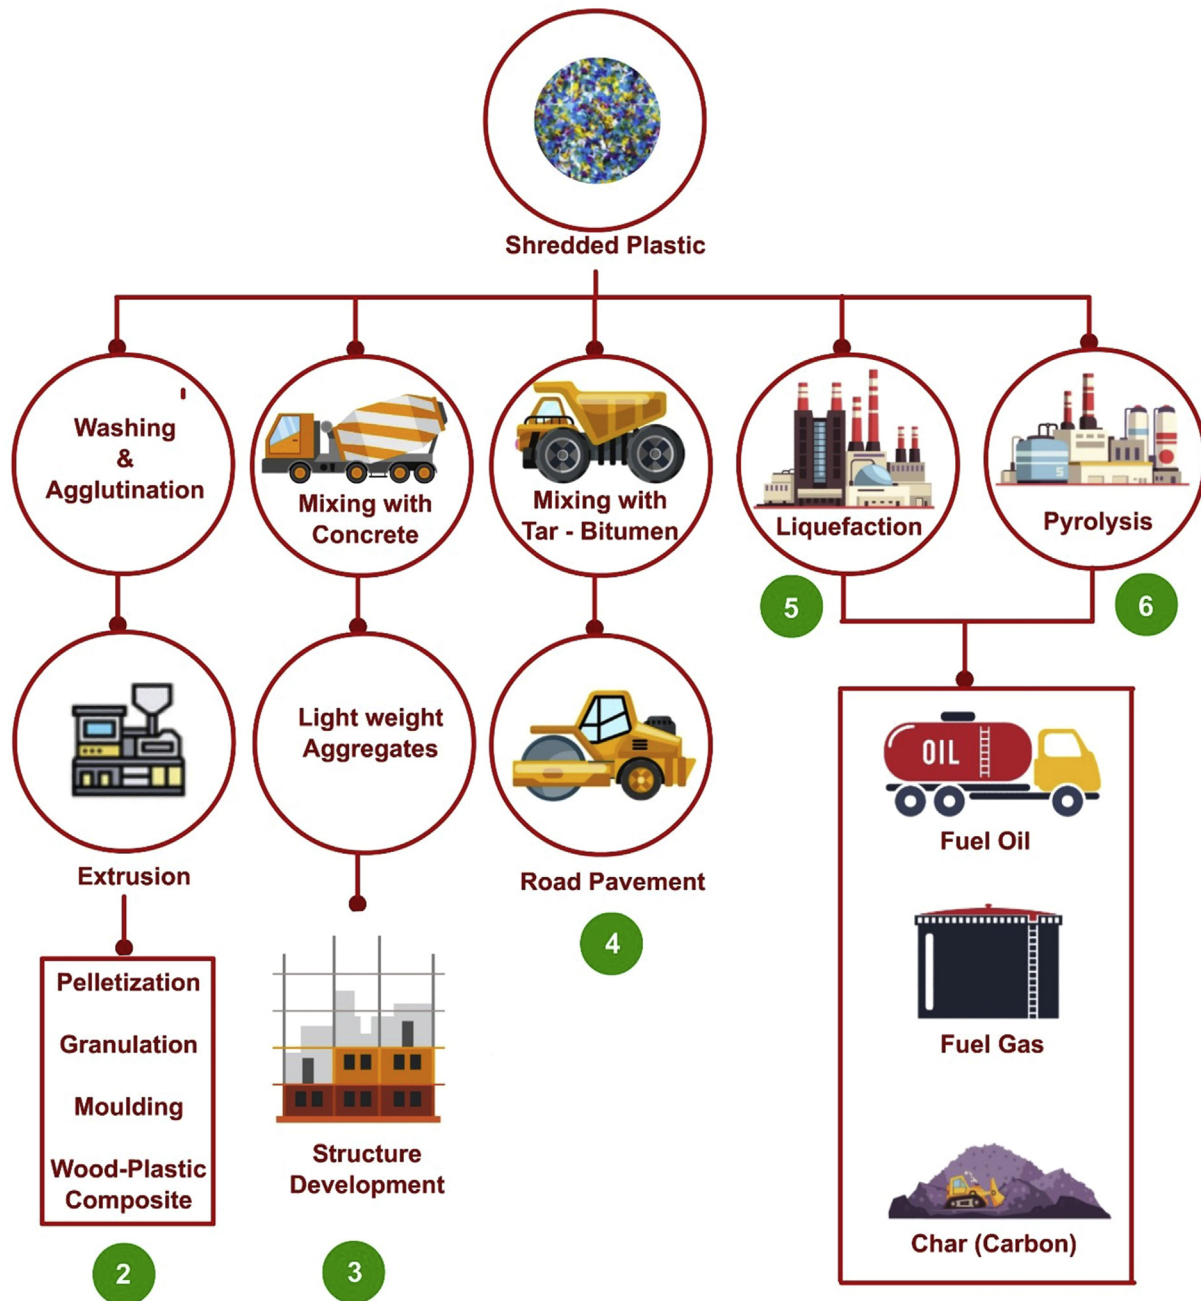 Shredded Plastic
Washing
&
Agglutination
Mixing with
Concrete
Mixing with
Tar - Bitumen
Liquefaction
Pyrolysis
5
6
Extrusion
Light weight
Aggregates
Road Pavement
4
OIL
Fuel Oil
Fuel Gas
Char (Carbon)
Pelletization
Granulation
Moulding
Wood-Plastic
Composite
2
Structure
Development
3